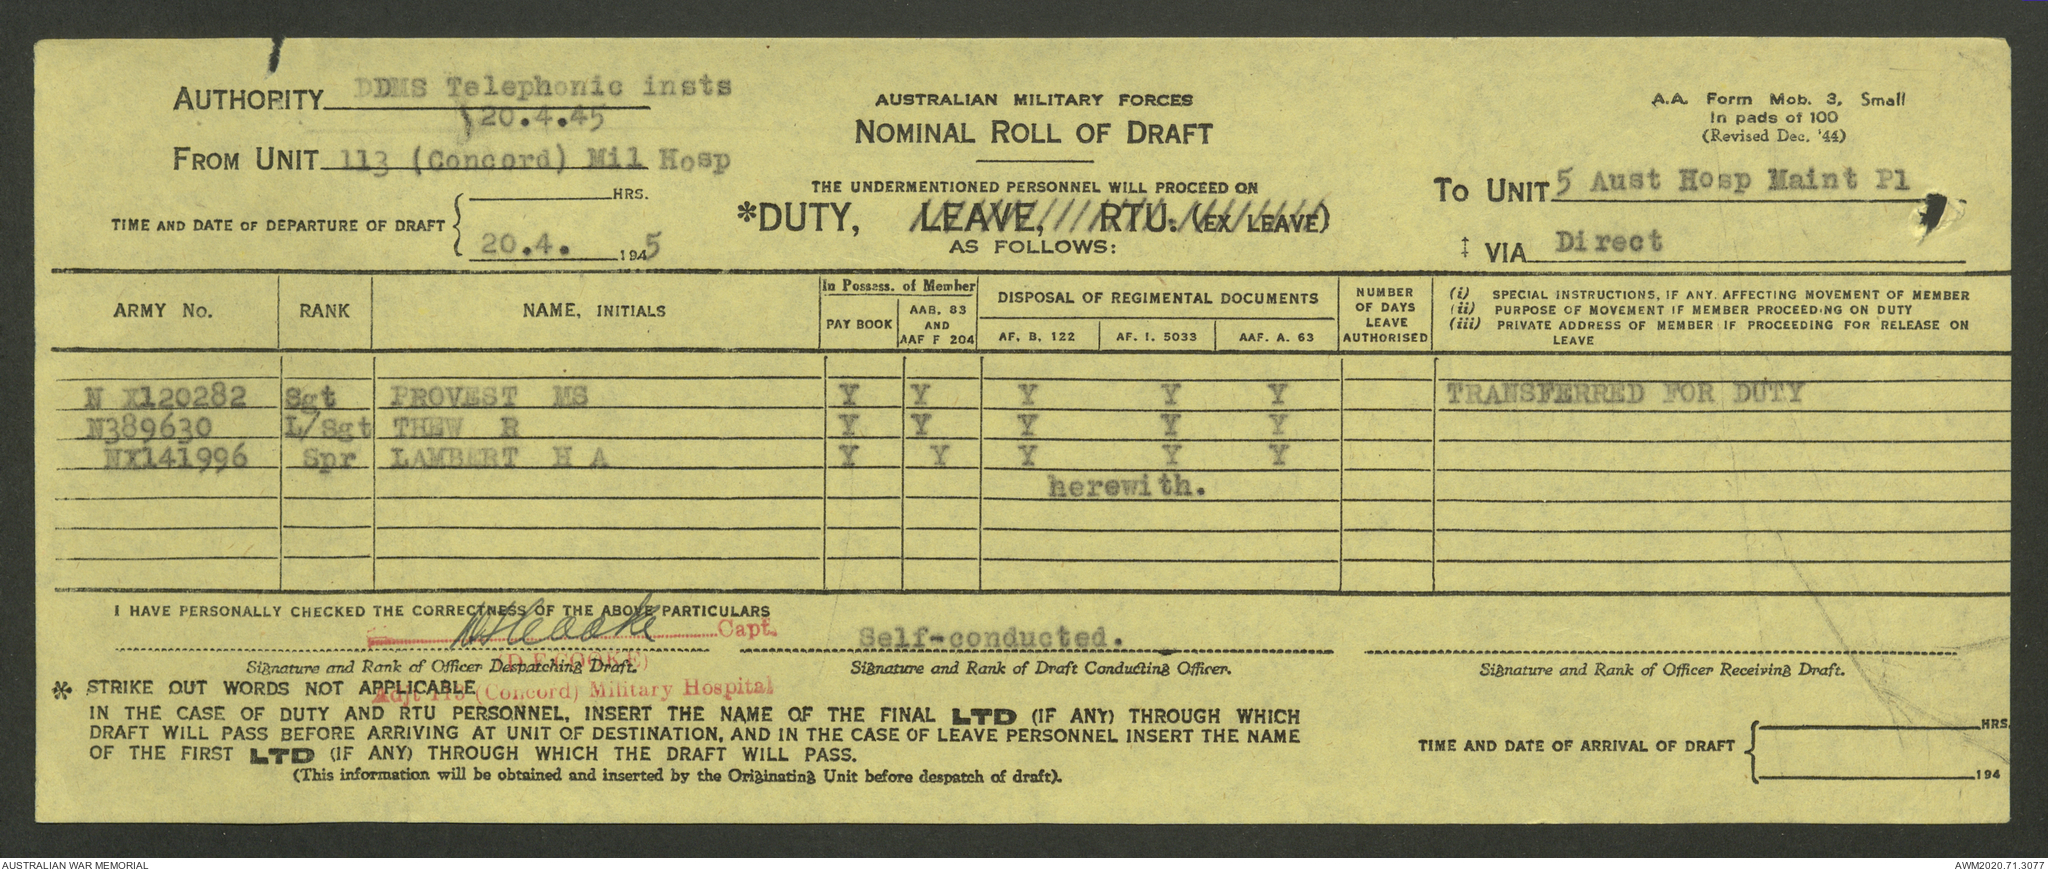 AUTHORITY DDMS Telephonic insts
20.4.45
FROM UNIT 113 (Concord) Mil Hosp
HRS.
TIME AND DATE OF DEPARTURE OF DRAFT
20.4. 1945
AUSTRALIAN MILITARY FORCES
NOMINAL ROLL OF DRAFT
THE UNDERMENTIONED PERSONNEL WILL PROCEED ON
*DUTY, LEAVE, RTU. (EX LEAVE)
AS FOLLOWS:
A.A. Form Mob. 3, Small
In pads of 100
(Revised Dec. '44)
TO UNIT 5 Aust Hosp Maint Pl
‡ VIA Direct
ARMY No. RANK NAME, INITIALS
In Possess. of Member
PAY BOOK
AAB. 83
AND
AAF F 204
DISPOSAL OF REGIMENTAL DOCUMENTS
AF. B. 122 AF. I. 5033 AAF. A. 63
NUMBER
OF DAYS
LEAVE
AUTHORISED
(i) SPECIAL INSTRUCTIONS, IF ANY. AFFECTING MOVEMENT OF MEMBER
(ii) PURPOSE OF MOVEMENT IF MEMBER PROCEEDING ON DUTY
(iii) PRIVATE ADDRESS OF MEMBER IF PROCEEDING FOR RELEASE ON
LEAVE
N X120282 Sgt PROVEST MS Y Y Y Y Y TRANSFERRED FOR DUTY
N389630 L/Sgt THEW R Y Y Y Y Y
NX141996 Spr LAMBERT H A Y Y Y Y Y
herewith.
I HAVE PERSONALLY CHECKED THE CORRECTNESS OF THE ABOVE PARTICULARS
Capt.
Signature and Rank of Officer Despatching Draft.
(D F COOKE)
Adjt 113 (Concord) Military Hospital
Self-conducted.
Signature and Rank of Draft Conducting Officer.
Signature and Rank of Officer Receiving Draft.
* STRIKE OUT WORDS NOT APPLICABLE
IN THE CASE OF DUTY AND RTU PERSONNEL, INSERT THE NAME OF THE FINAL LTD (IF ANY) THROUGH WHICH
DRAFT WILL PASS BEFORE ARRIVING AT UNIT OF DESTINATION, AND IN THE CASE OF LEAVE PERSONNEL INSERT THE NAME
OF THE FIRST LTD (IF ANY) THROUGH WHICH THE DRAFT WILL PASS.
(This information will be obtained and inserted by the Originating Unit before despatch of draft).
HRS.
TIME AND DATE OF ARRIVAL OF DRAFT
194
AUSTRALIAN WAR MEMORIAL
AWM2020.71.3077